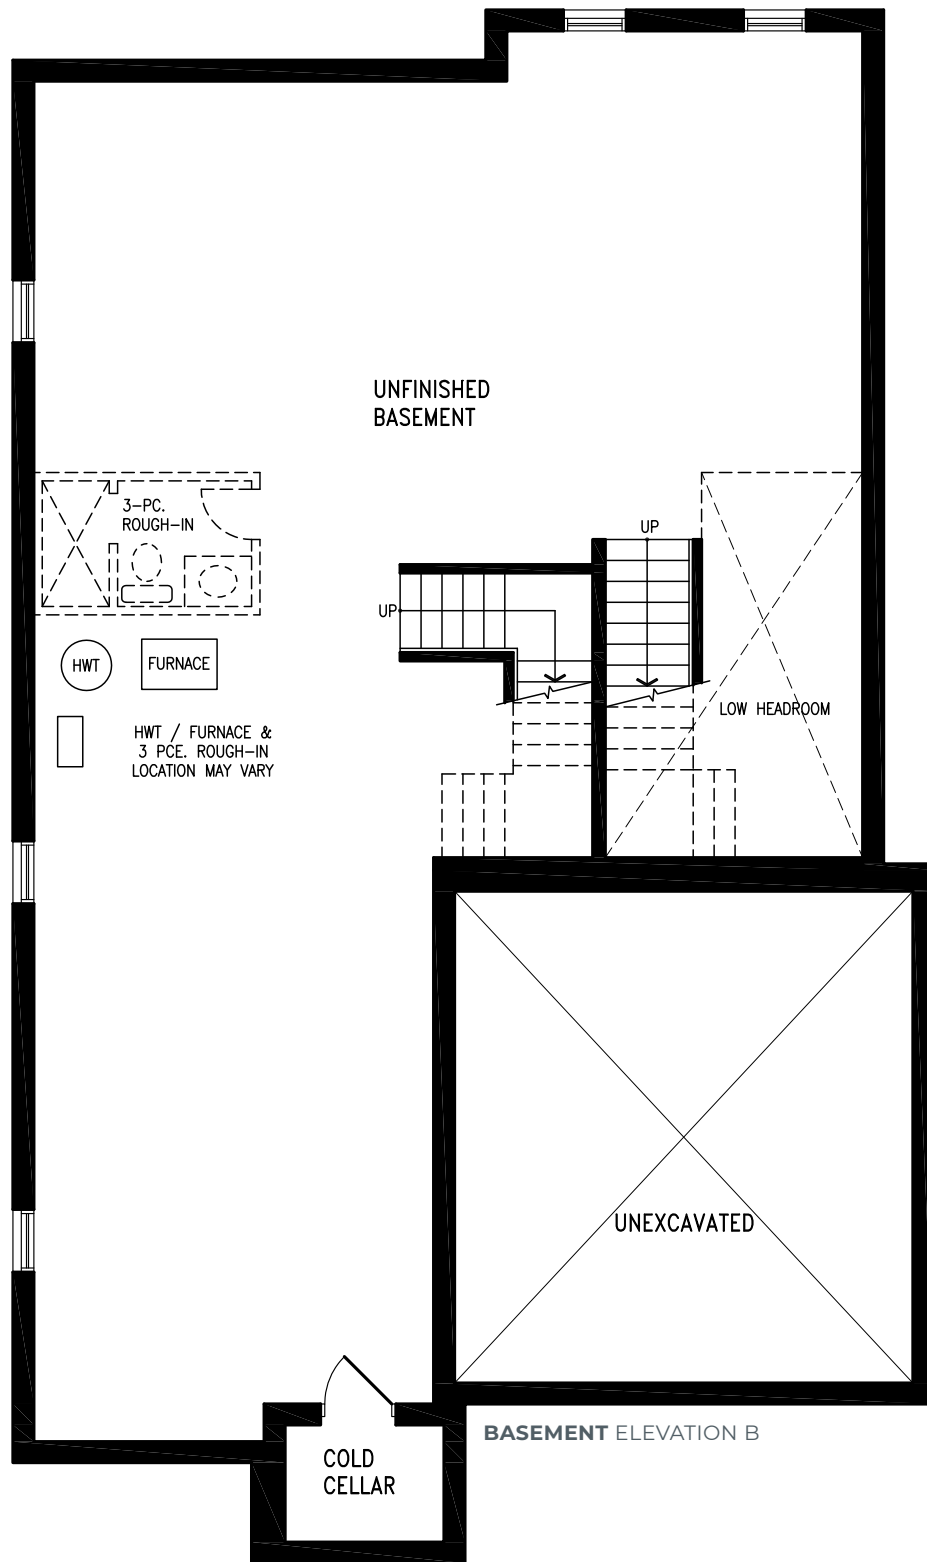 UNFINISHED
BASEMENT
3-PC.
ROUGH-IN
UP
UP
HWT
FURNACE
LOW HEADROOM
HWT / FURNACE &
3 PCE. ROUGH-IN
LOCATION MAY VARY
UNEXCAVATED
BASEMENT ELEVATION B
COLD
CELLAR